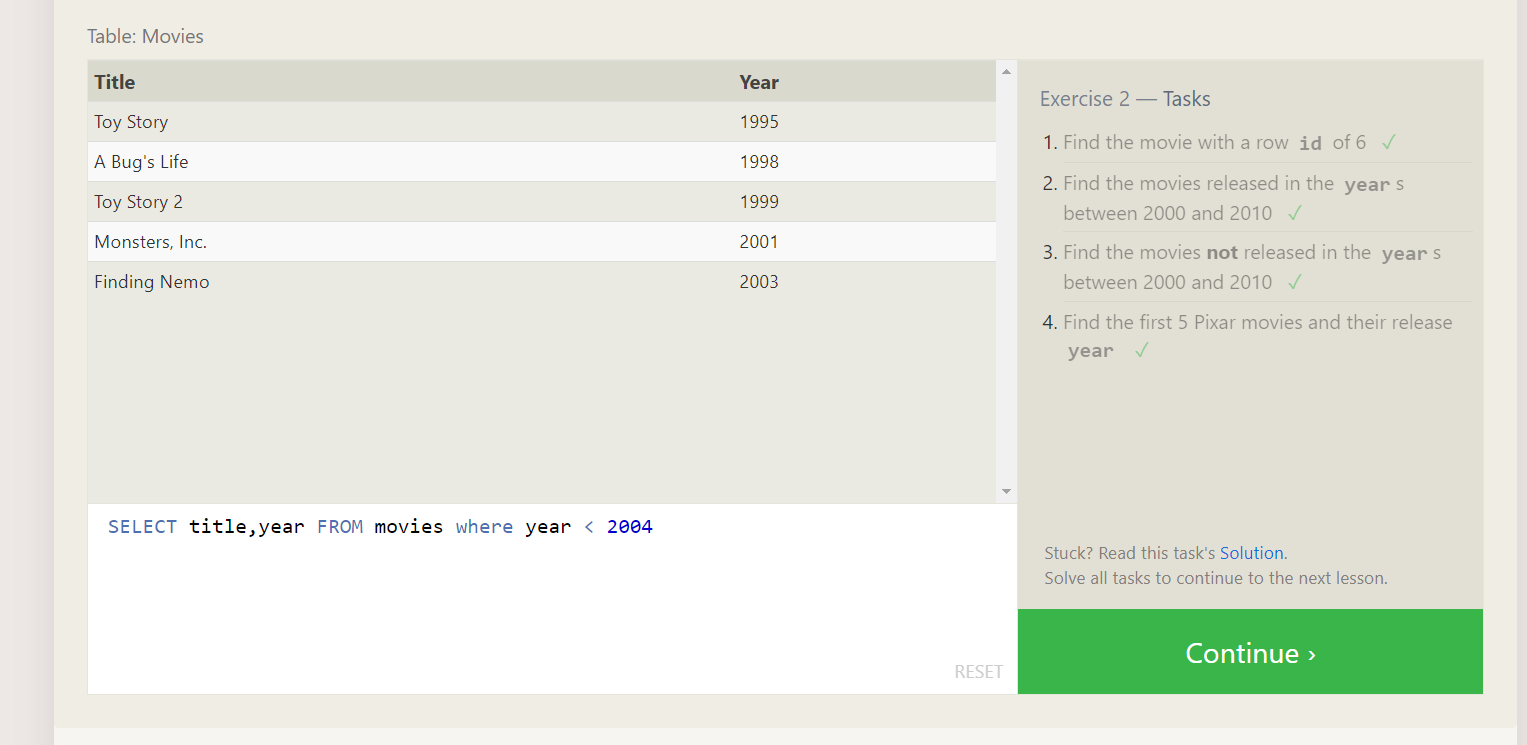 Table: Movies
Title Year
Toy Story 1995
A Bug's Life 1998
Toy Story 2 1999
Monsters, Inc. 2001
Finding Nemo 2003
SELECT title,year FROM movies where year < 2004
RESET
Exercise 2 — Tasks
1. Find the movie with a row id of 6 ✓
2. Find the movies released in the year s
between 2000 and 2010 ✓
3. Find the movies not released in the year s
between 2000 and 2010 ✓
4. Find the first 5 Pixar movies and their release
year ✓
Stuck? Read this task's Solution.
Solve all tasks to continue to the next lesson.
Continue ›